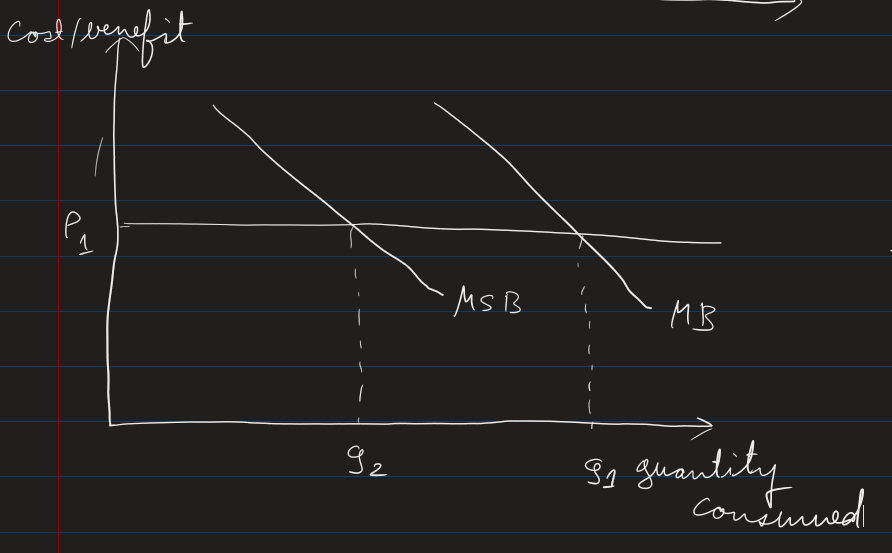 Cost/benefit
P1
MSB
MB
q2
q1 quantity
consumed